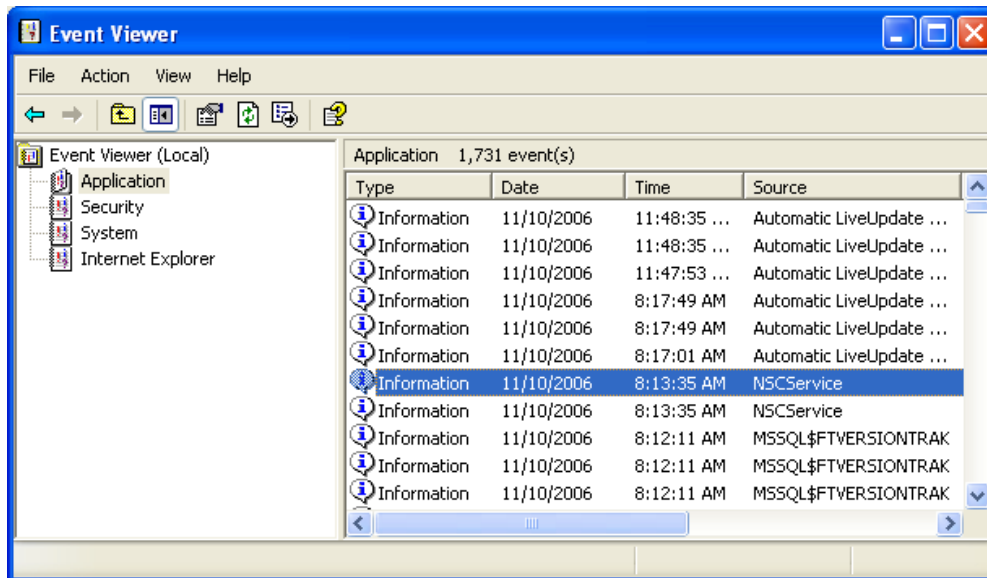 Event Viewer
File Action View Help
Event Viewer (Local)
Application
Security
System
Internet Explorer
Application 1,731 event(s)
Type Date Time Source
Information 11/10/2006 11:48:35 ... Automatic LiveUpdate ...
Information 11/10/2006 11:48:35 ... Automatic LiveUpdate ...
Information 11/10/2006 11:47:53 ... Automatic LiveUpdate ...
Information 11/10/2006 8:17:49 AM Automatic LiveUpdate ...
Information 11/10/2006 8:17:49 AM Automatic LiveUpdate ...
Information 11/10/2006 8:17:01 AM Automatic LiveUpdate ...
Information 11/10/2006 8:13:35 AM NSCService
Information 11/10/2006 8:13:35 AM NSCService
Information 11/10/2006 8:12:11 AM MSSQL$FTVERSIONTRAK
Information 11/10/2006 8:12:11 AM MSSQL$FTVERSIONTRAK
Information 11/10/2006 8:12:11 AM MSSQL$FTVERSIONTRAK